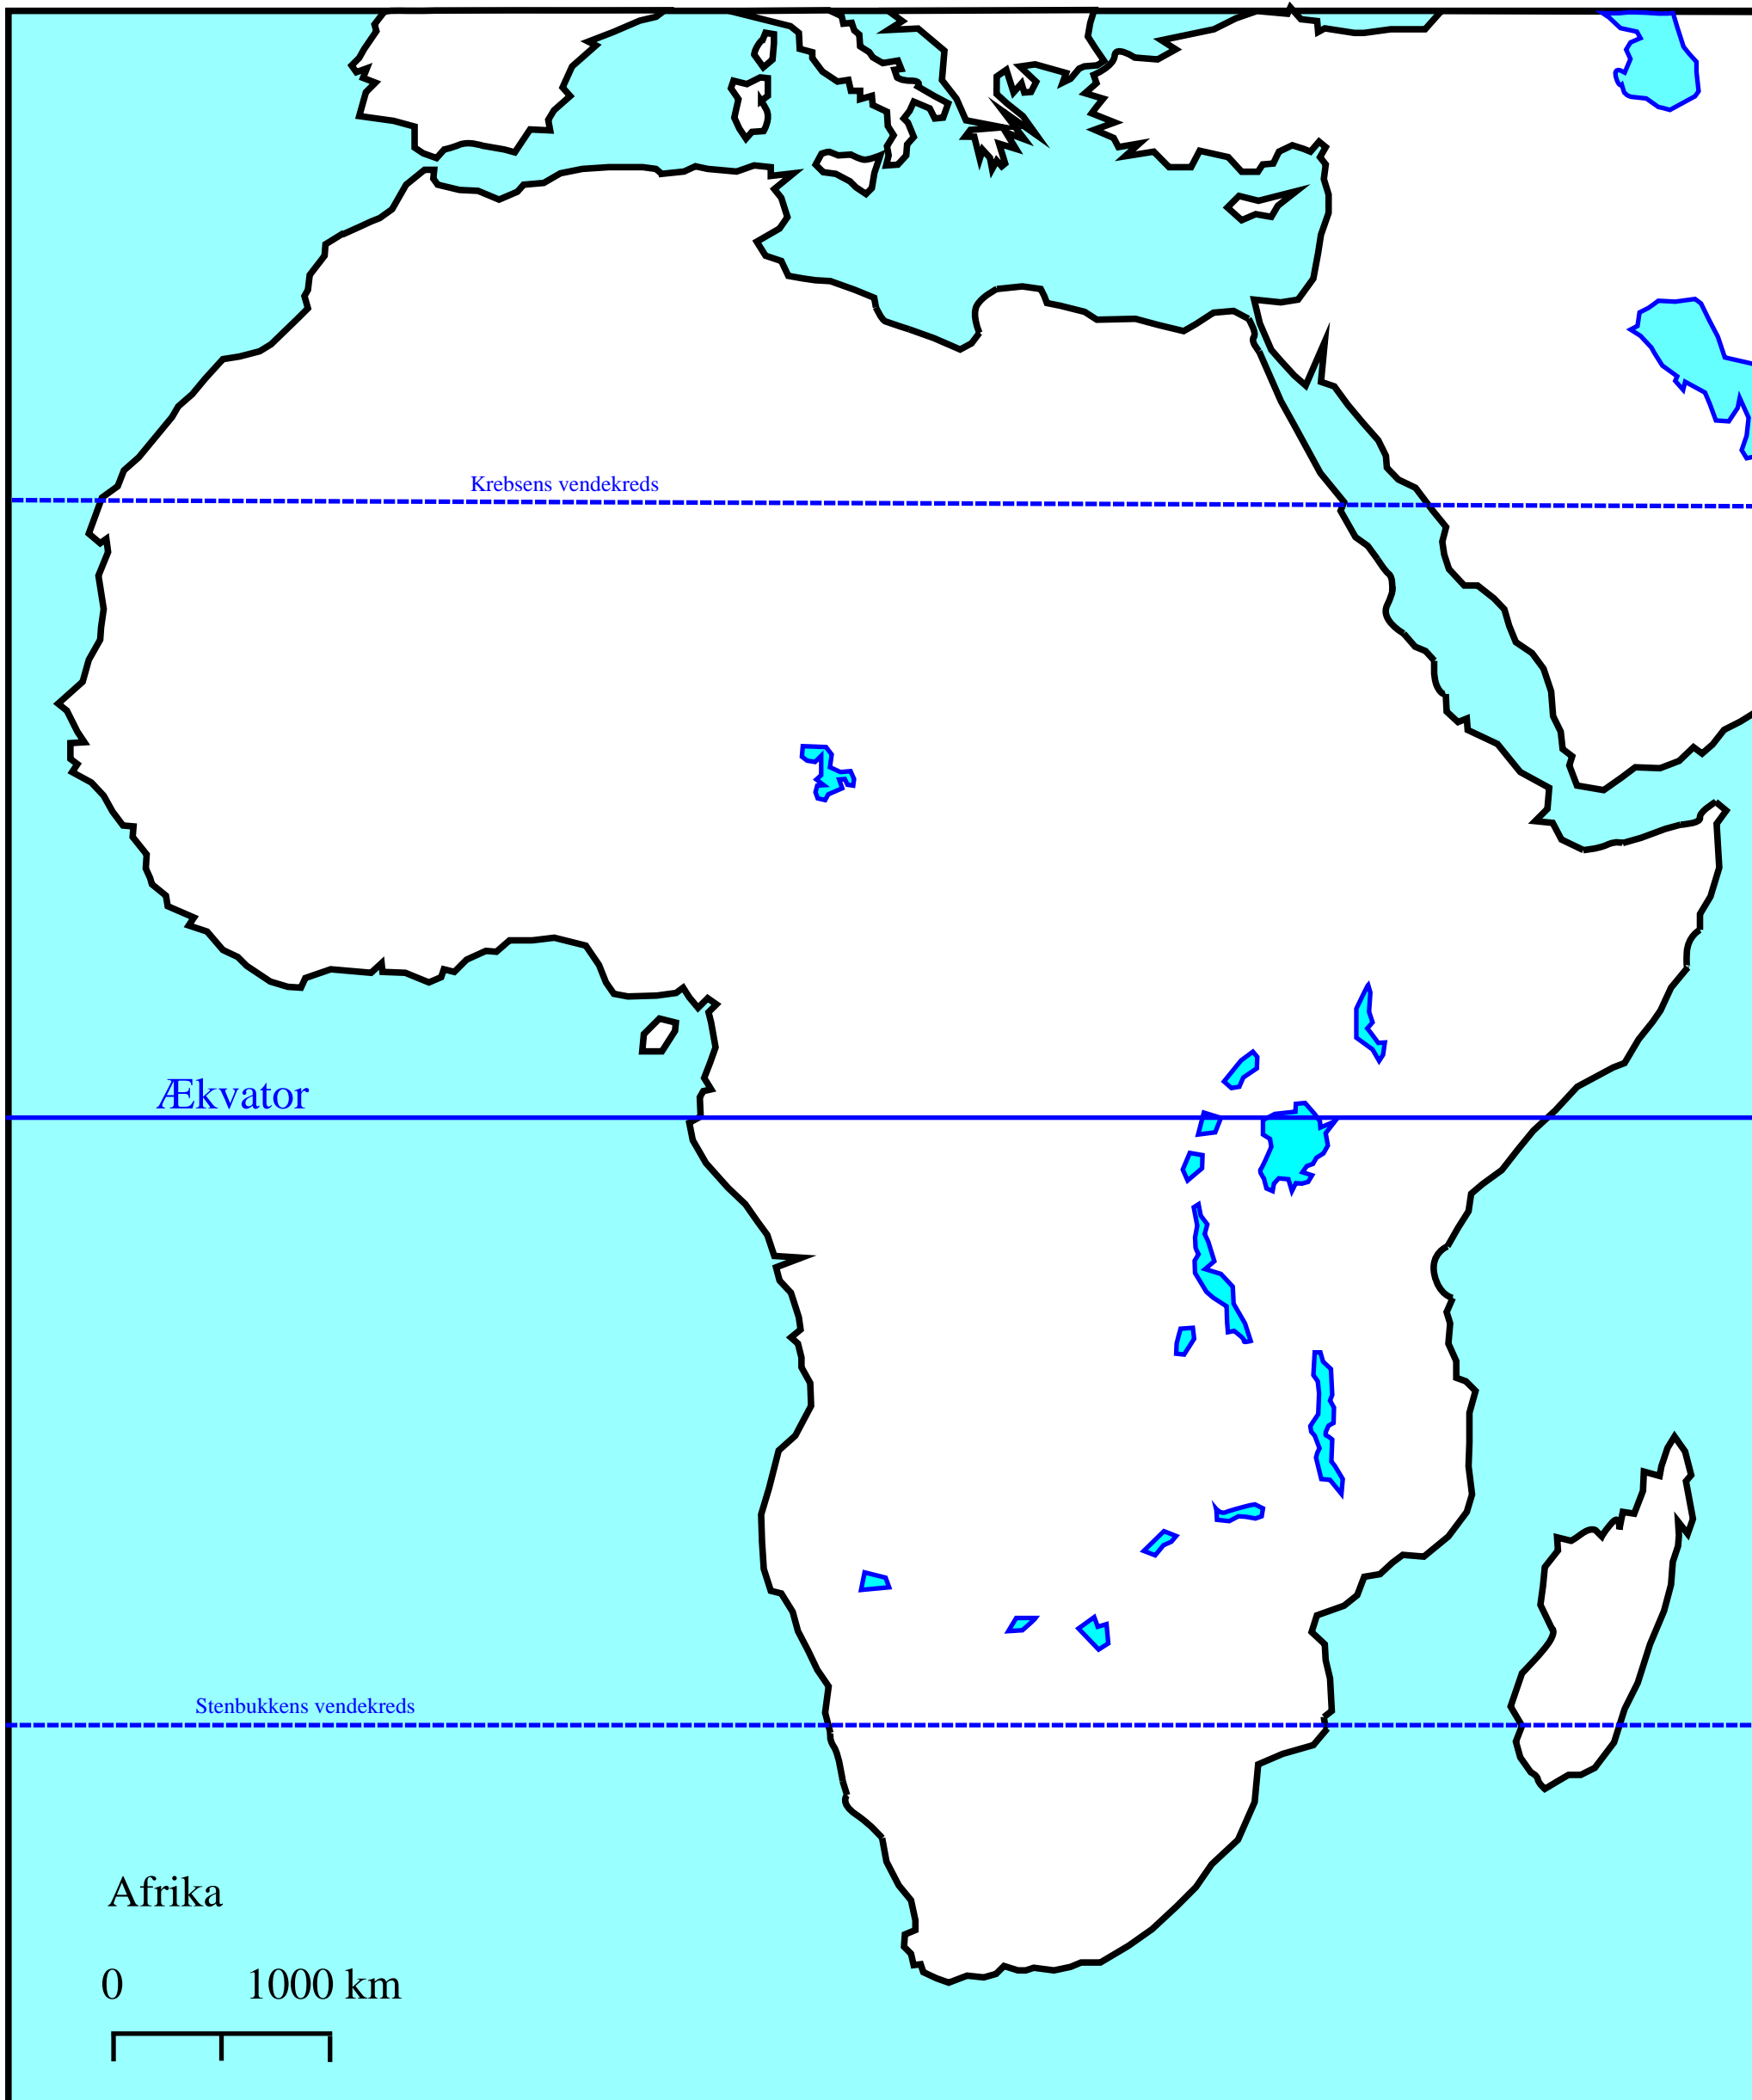 Krebsens vendekreds
Ækvator
Stenbukkens vendekreds
Afrika
0 1000 km